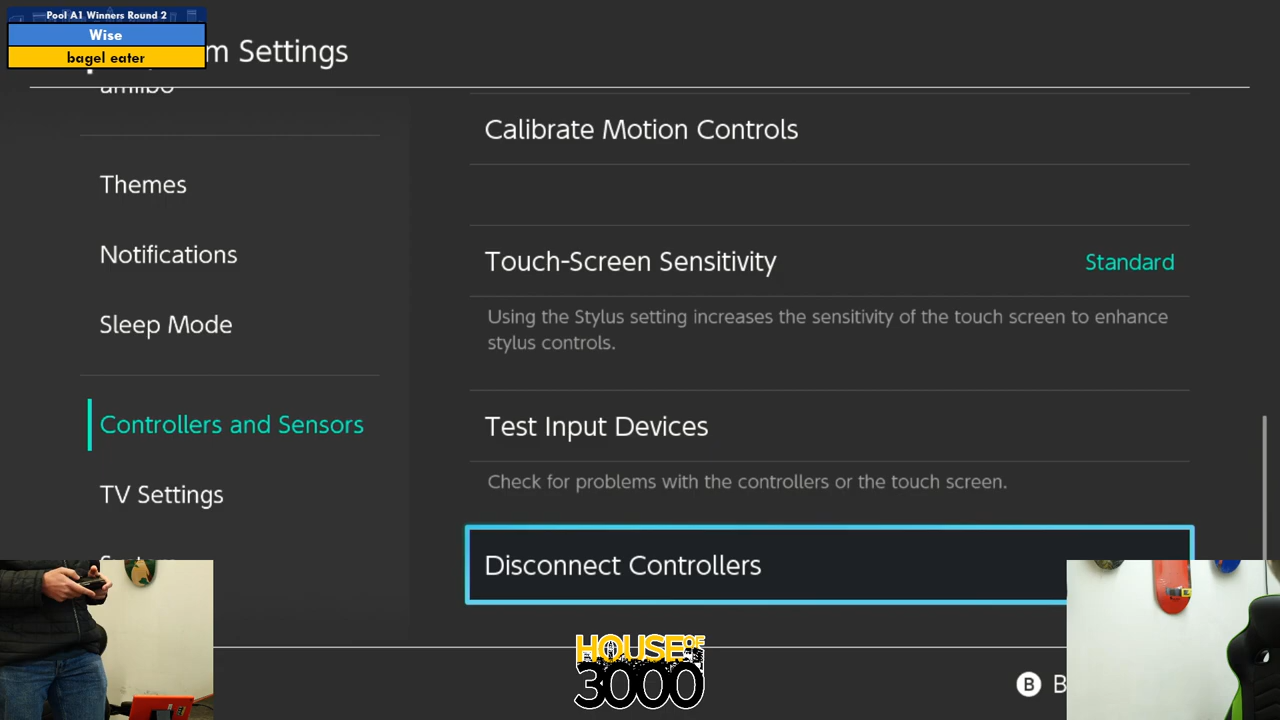 Pool A1 Winners Round 2
Wise
bagel eater
m Settings
amiibo
Themes
Notifications
Sleep Mode
Controllers and Sensors
TV Settings
System
Calibrate Motion Controls
Touch-Screen Sensitivity Standard
Using the Stylus setting increases the sensitivity of the touch screen to enhance
stylus controls.
Test Input Devices
Check for problems with the controllers or the touch screen.
Disconnect Controllers
HOUSE OF
3000
B B